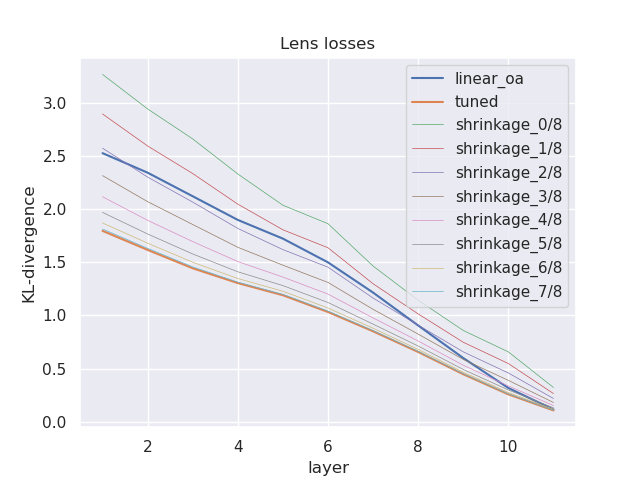 Lens losses
KL-divergence
3.0
2.5
2.0
1.5
1.0
0.5
0.0
linear_oa
tuned
shrinkage_0/8
shrinkage_1/8
shrinkage_2/8
shrinkage_3/8
shrinkage_4/8
shrinkage_5/8
shrinkage_6/8
shrinkage_7/8
2 4 6 8 10
layer